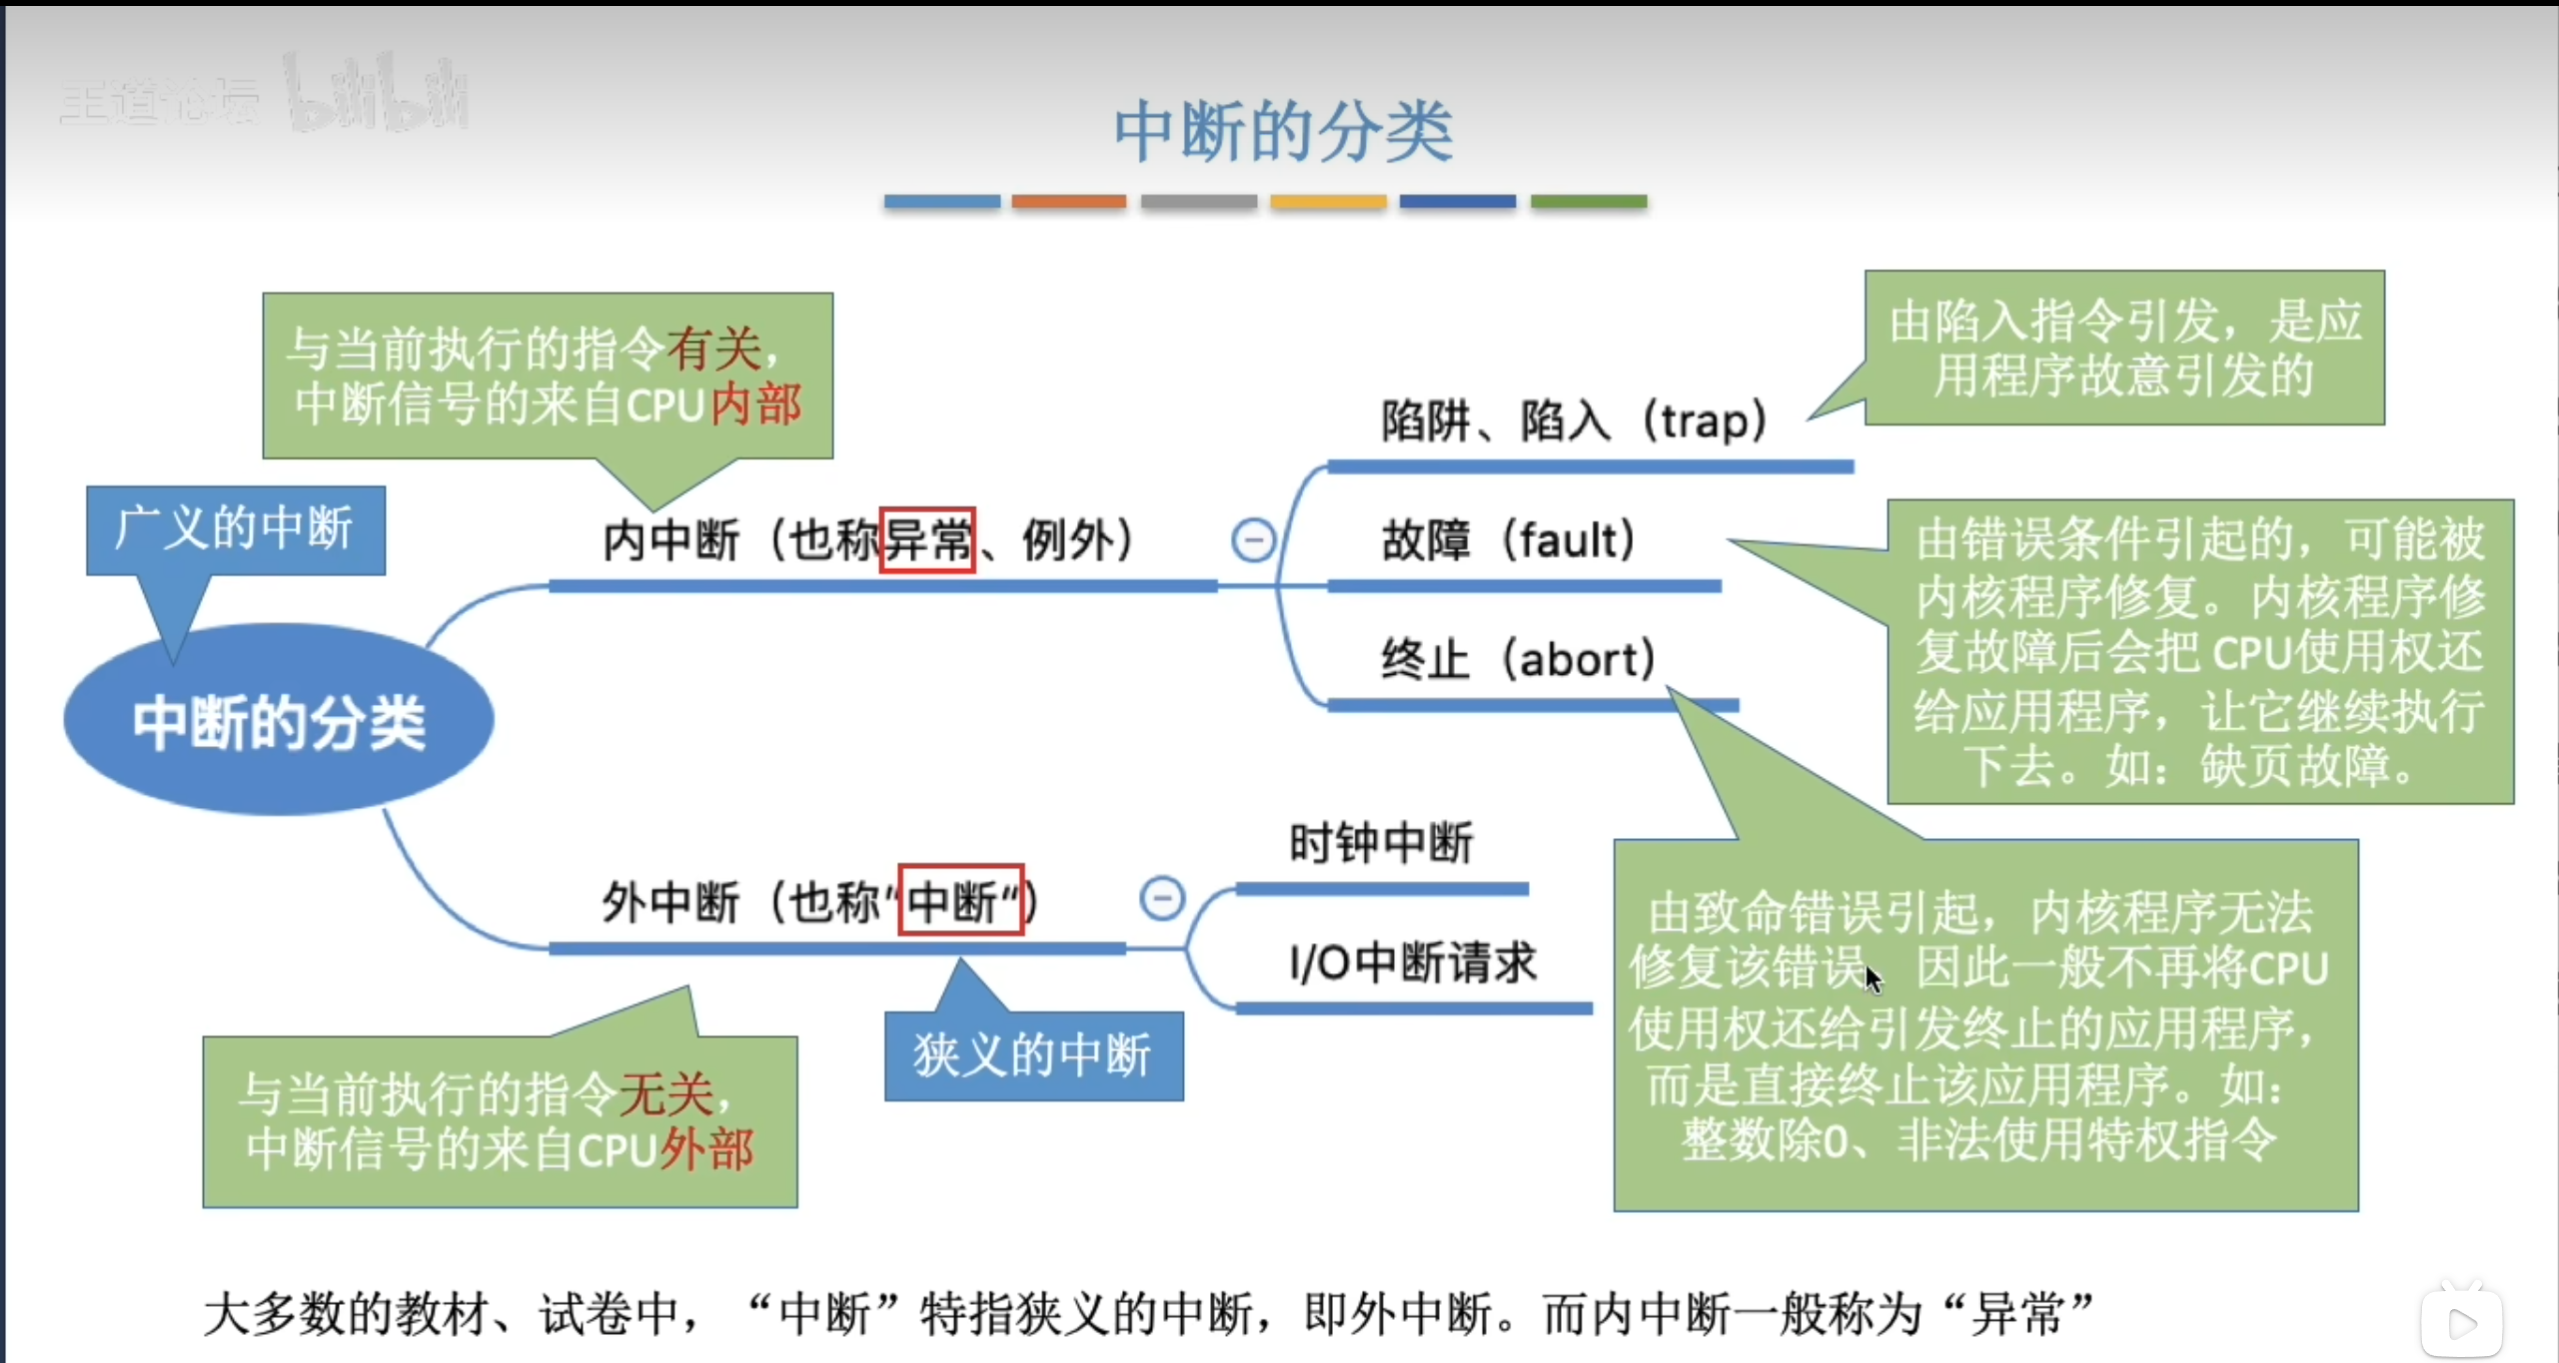 王道论坛 bilibili
中断的分类
与当前执行的指令有关，
中断信号的来自CPU内部
由陷入指令引发，是应
用程序故意引发的
陷阱、陷入（trap）
广义的中断
内中断（也称异常、例外）
故障（fault）
由错误条件引起的，可能被
内核程序修复。内核程序修
复故障后会把 CPU使用权还
给应用程序，让它继续执行
下去。如：缺页故障。
终止（abort）
中断的分类
时钟中断
外中断（也称“中断“）
I/O中断请求
由致命错误引起，内核程序无法
修复该错误 因此一般不再将CPU
使用权还给引发终止的应用程序，
而是直接终止该应用程序。如：
整数除0、非法使用特权指令
狭义的中断
与当前执行的指令无关，
中断信号的来自CPU外部
大多数的教材、试卷中，“中断”特指狭义的中断，即外中断。而内中断一般称为“异常”